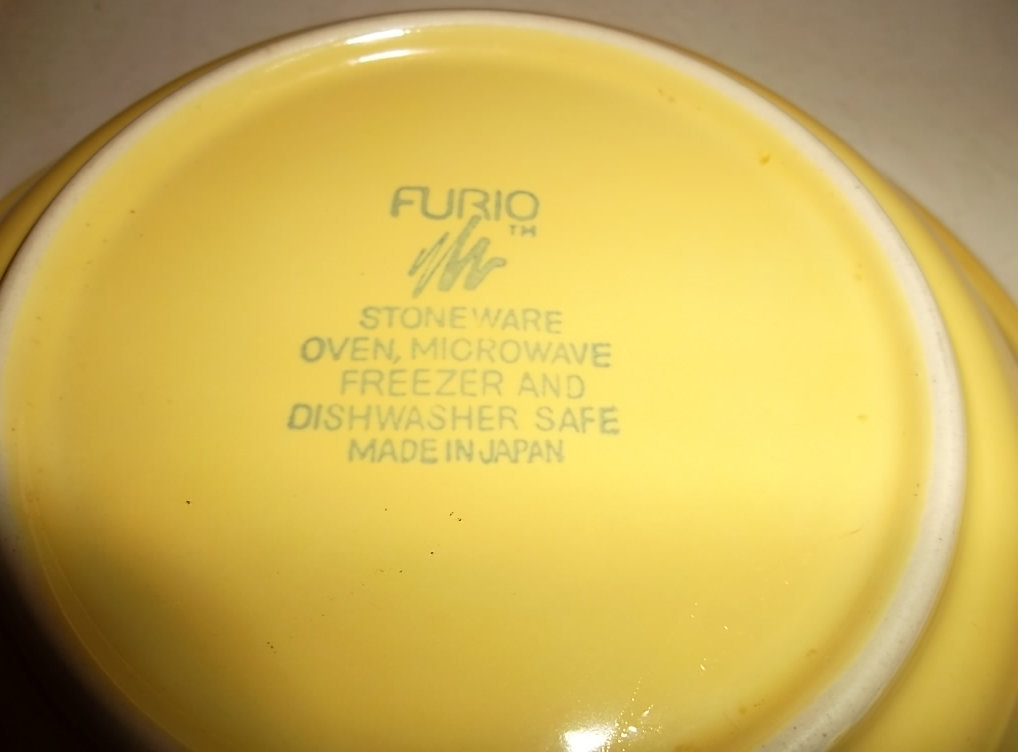 FURIO
TM
STONEWARE
OVEN, MICROWAVE
FREEZER AND
DISHWASHER SAFE
MADE IN JAPAN